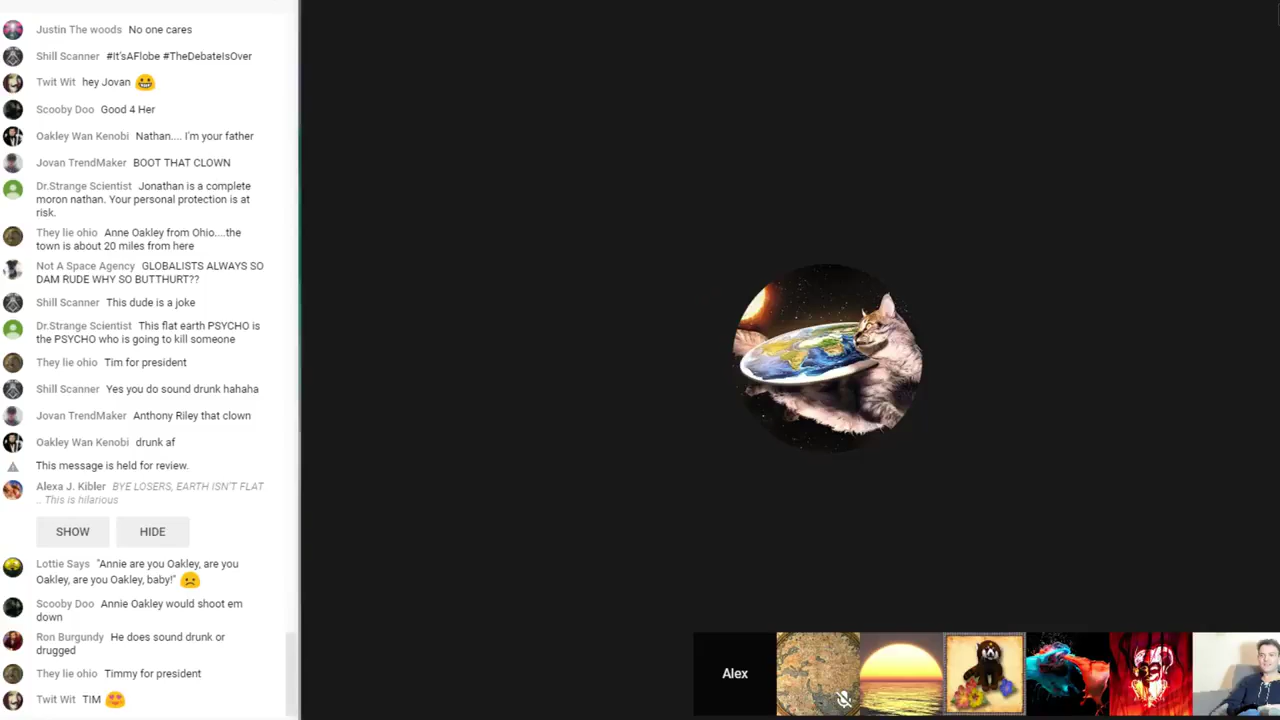 Justin The woods No one cares
Shill Scanner #It'sAFlobe #TheDebateIsOver
Twit Wit hey Jovan 😀
Scooby Doo Good 4 Her
Oakley Wan Kenobi Nathan.... I'm your father
Jovan TrendMaker BOOT THAT CLOWN
Dr.Strange Scientist Jonathan is a complete
moron nathan. Your personal protection is at
risk.
They lie ohio Anne Oakley from Ohio....the
town is about 20 miles from here
Not A Space Agency GLOBALISTS ALWAYS SO
DAM RUDE WHY SO BUTTHURT??
Shill Scanner This dude is a joke
Dr.Strange Scientist This flat earth PSYCHO is
the PSYCHO who is going to kill someone
They lie ohio Tim for president
Shill Scanner Yes you do sound drunk hahaha
Jovan TrendMaker Anthony Riley that clown
Oakley Wan Kenobi drunk af
This message is held for review.
Alexa J. Kibler BYE LOSERS, EARTH ISN'T FLAT
.. This is hilarious
SHOW HIDE
Lottie Says "Annie are you Oakley, are you
Oakley, are you Oakley, baby!" ☹️
Scooby Doo Annie Oakley would shoot em
down
Ron Burgundy He does sound drunk or
drugged
They lie ohio Timmy for president
Twit Wit TIM 😍
Alex